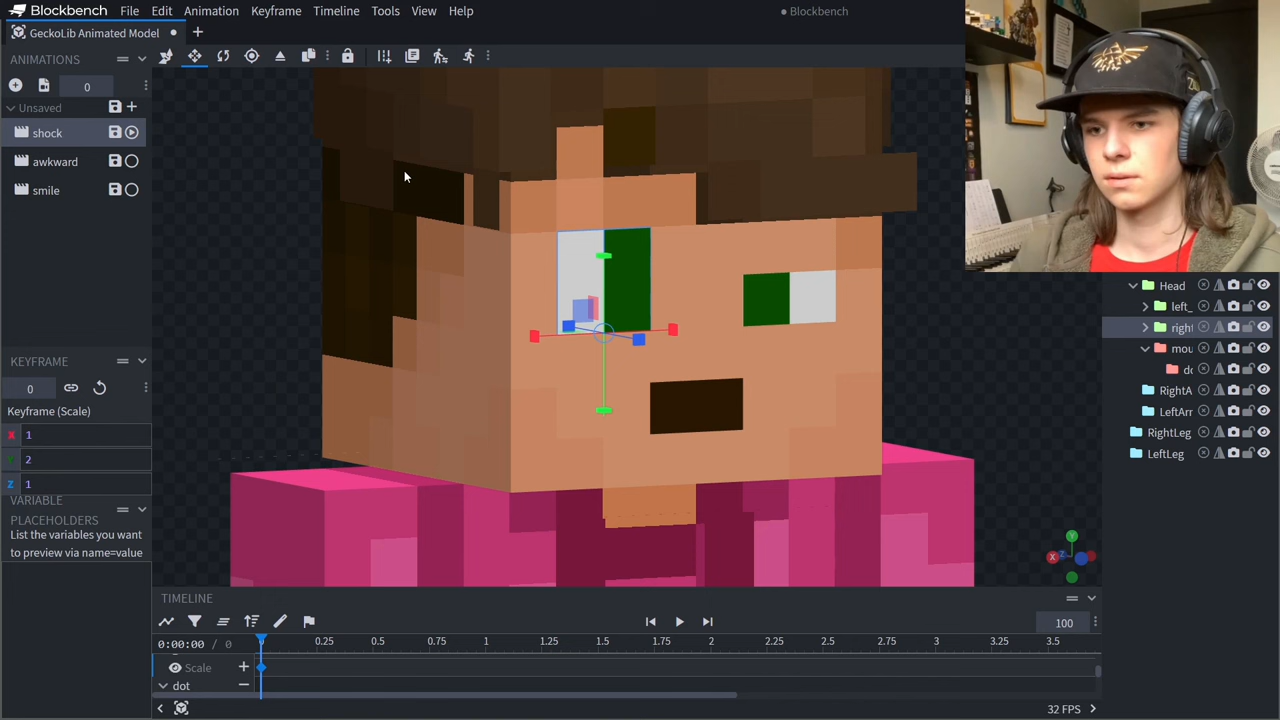 Blockbench
File Edit Animation Keyframe Timeline Tools View Help
Blockbench
GeckoLib Animated Model
ANIMATIONS
0
Unsaved
shock
awkward
smile
KEYFRAME
0
Keyframe (Scale)
X 1
Y 2
Z 1
VARIABLE
PLACEHOLDERS
List the variables you want
to preview via name=value
Head
left_
right
mou
do
RightA
LeftArr
RightLeg
LeftLeg
Y
X
Z
TIMELINE
100
0:00:00 / 0
0 0.25 0.5 0.75 1 1.25 1.5 1.75 2 2.25 2.5 2.75 3 3.25 3.5
Scale
dot
32 FPS